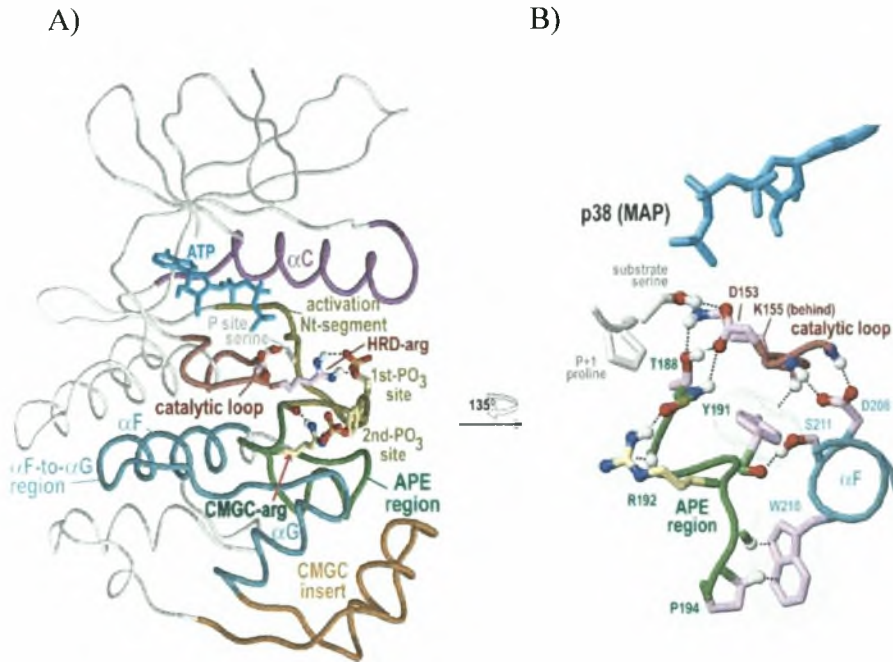 A)
B)
ATP
αC
activation
Nt-segment
P site
serine
HRD-arg
1st-PO3
site
catalytic loop
2nd-PO3
site
αF
αF-to-αG
region
CMGC-arg
APE
region
αG
CMGC
insert
135°
p38 (MAP)
substrate
serine
D153
K155 (behind)
catalytic loop
P+1
proline
T188
Y191
D208
S211
R192
αF
APE
region
W210
P194